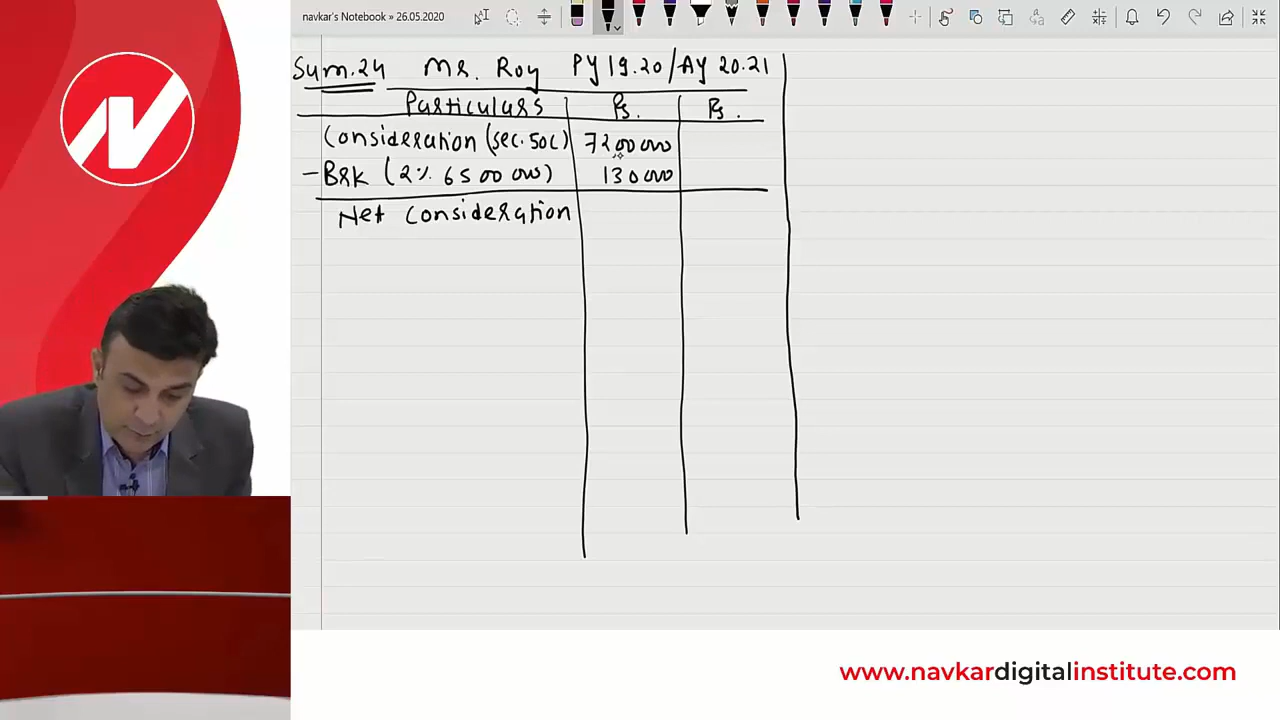 navkar's Notebook » 26.05.2020
Sum.24 Mr. Roy PY 19.20/AY 20.21
Particulars Rs. Rs.
Consideration (sec.50C) 7200000
- Brk (2% 6500000) 130000
Net Consideration
N
www.navkardigitalinstitute.com